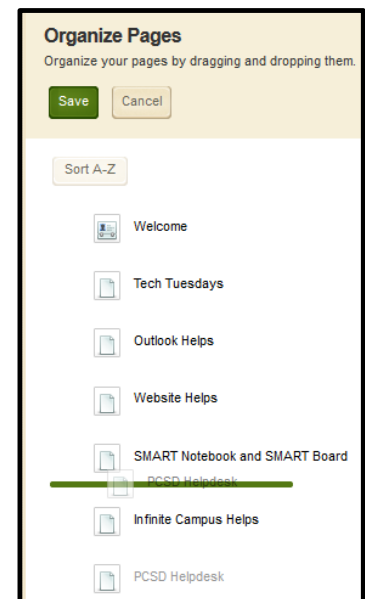 Organize Pages
Organize your pages by dragging and dropping them.
Save Cancel
Sort A-Z
Welcome
Tech Tuesdays
Outlook Helps
Website Helps
SMART Notebook and SMART Board
PCSD Helpdesk
Infinite Campus Helps
PCSD Helpdesk